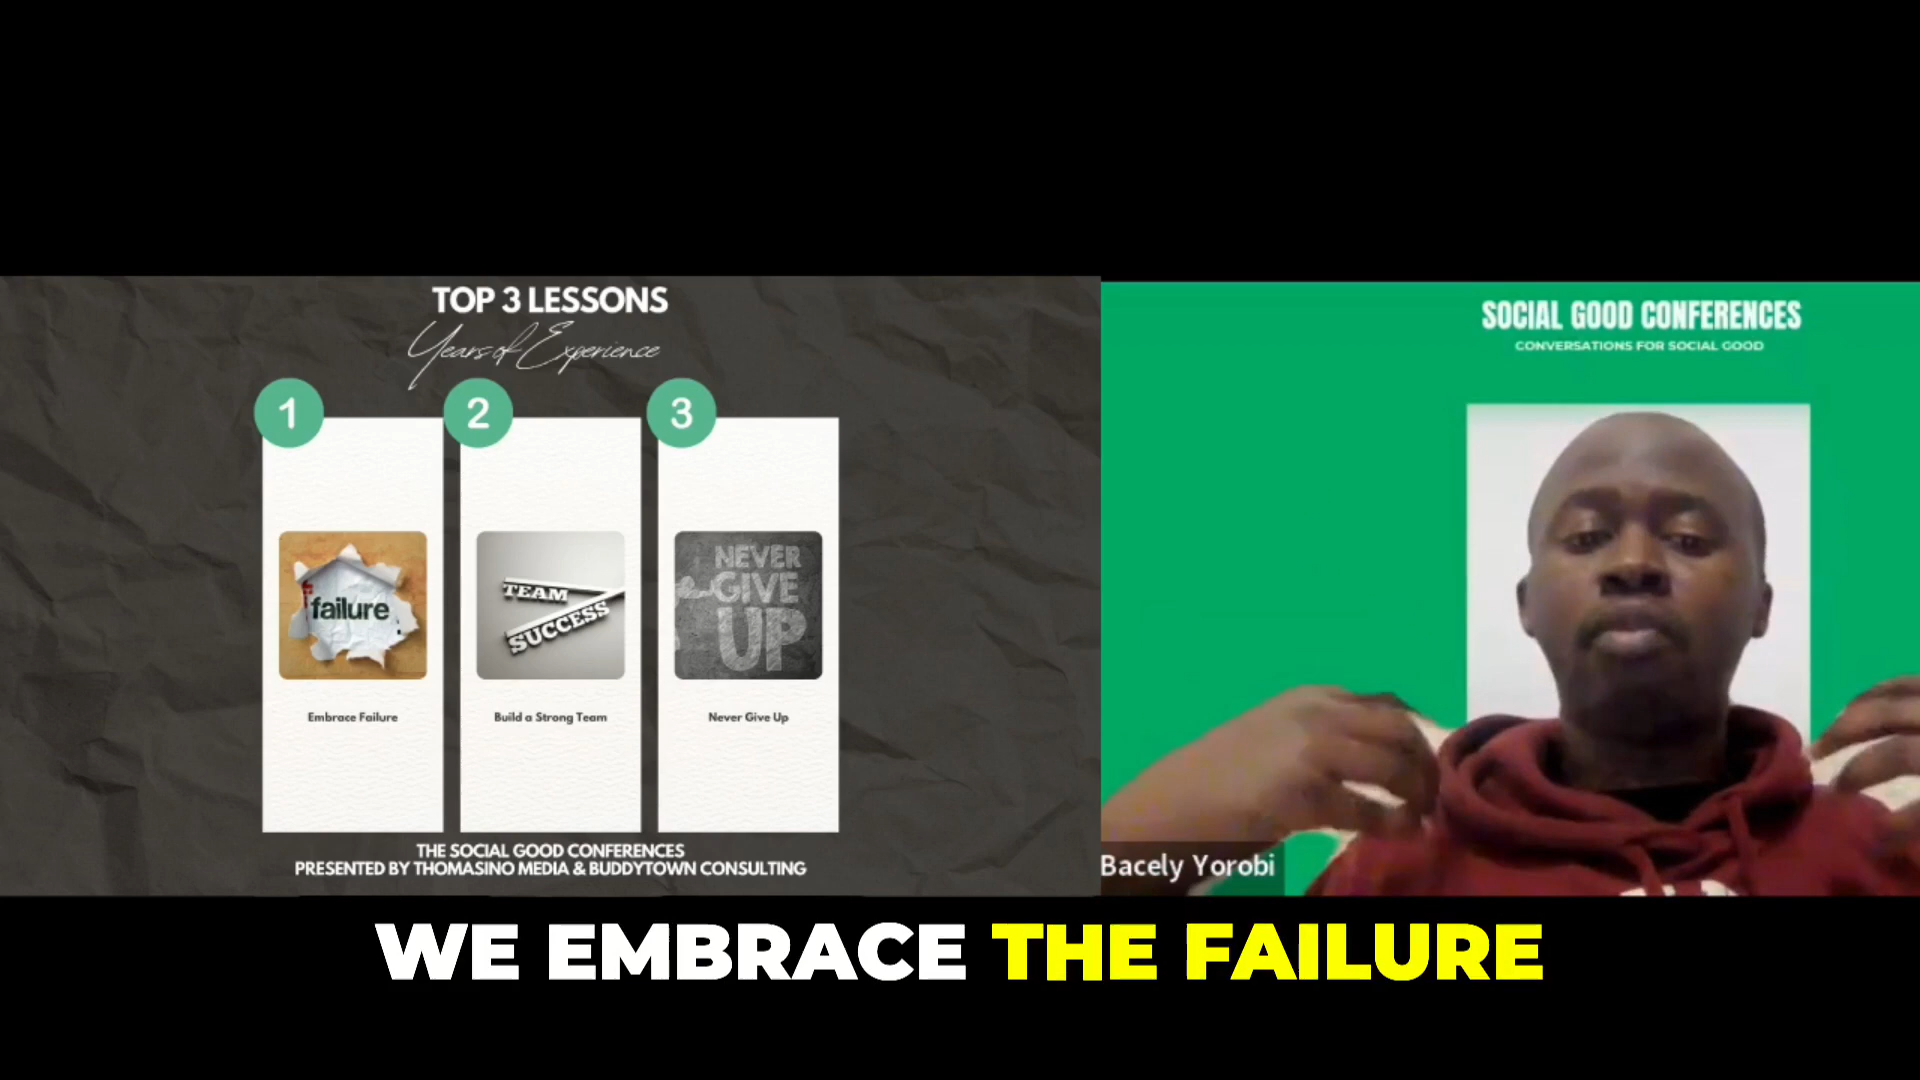 TOP 3 LESSONS
Years of Experience
1
2
3
failure
TEAM
SUCCESS
NEVER
GIVE
UP
Embrace Failure
Build a Strong Team
Never Give Up
THE SOCIAL GOOD CONFERENCES
PRESENTED BY THOMASINO MEDIA & BUDDYTOWN CONSULTING
SOCIAL GOOD CONFERENCES
CONVERSATIONS FOR SOCIAL GOOD
Bacely Yorobi
WE EMBRACE THE FAILURE